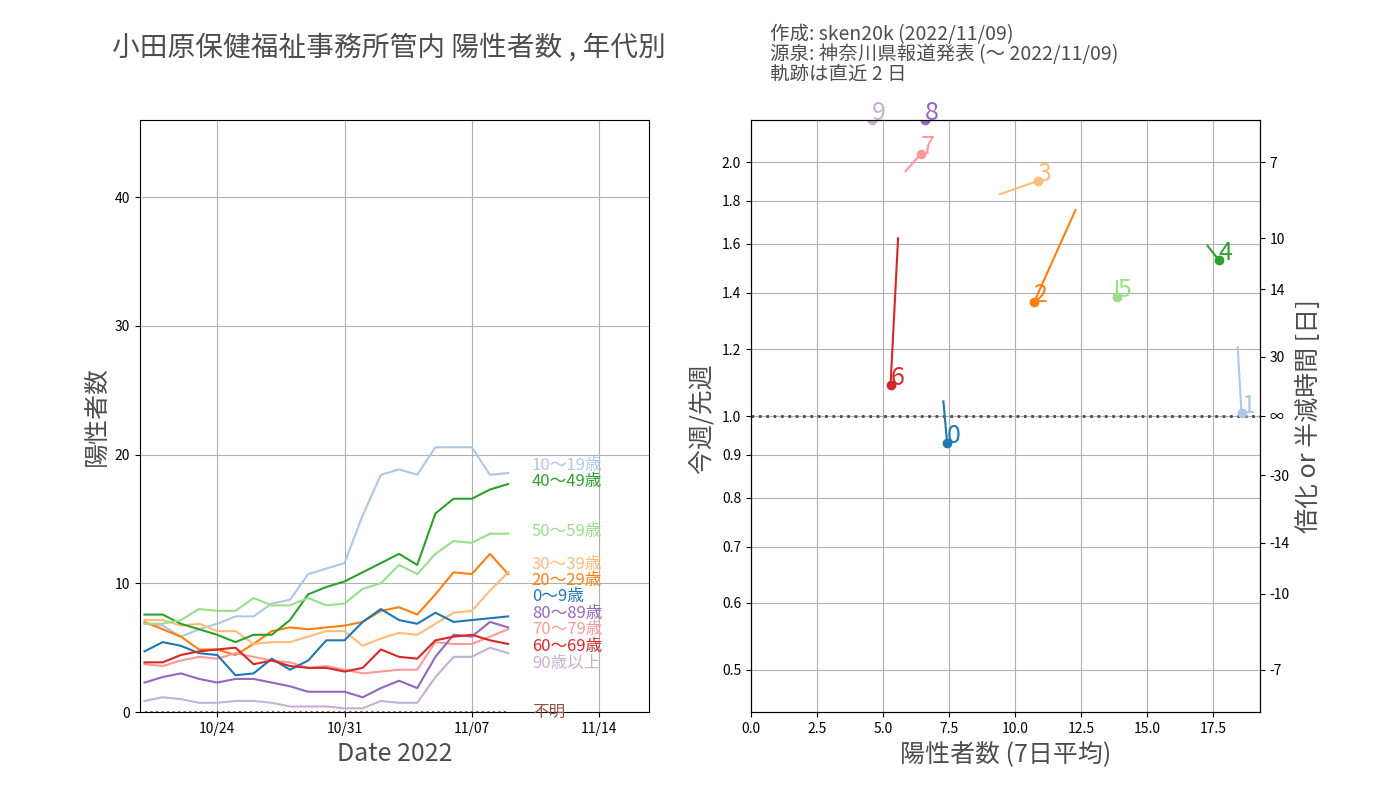 小田原保健福祉事務所管内 陽性者数 , 年代別
作成: sken20k (2022/11/09)
源泉: 神奈川県報道発表 (〜 2022/11/09)
軌跡は直近 2 日
陽性者数
40
30
20
10
0
10/24
10/31
11/07
11/14
Date 2022
10〜19歳
40〜49歳
50〜59歳
30〜39歳
20〜29歳
0〜9歳
80〜89歳
70〜79歳
60〜69歳
90歳以上
不明
今週/先週
2.0
1.8
1.6
1.4
1.2
1.0
0.9
0.8
0.7
0.6
0.5
9
8
7
3
4
2
5
6
1
0
0.0
2.5
5.0
7.5
10.0
12.5
15.0
17.5
陽性者数 (7日平均)
7
10
14
30
∞
-30
-14
-10
-7
倍化 or 半減時間 [日]